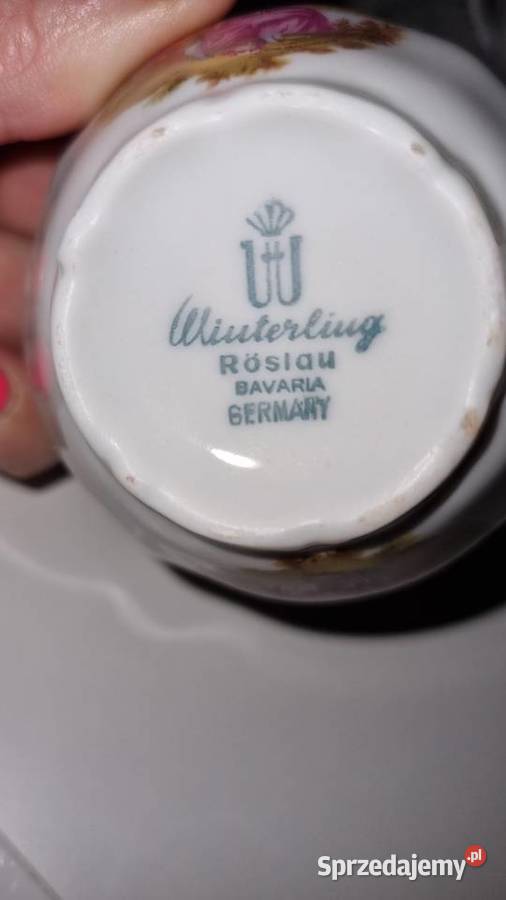 Winterling
Röslau
BAVARIA
GERMANY
Sprzedajemy.pl